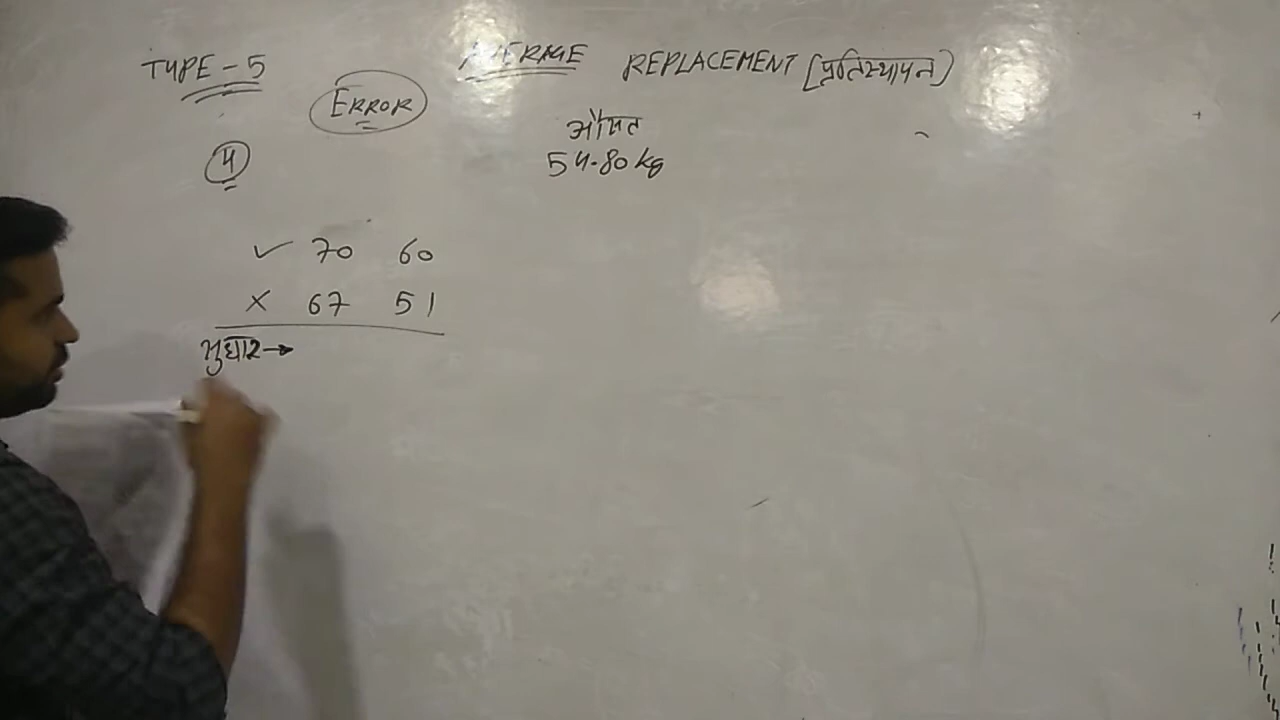 TYPE-5 AVERAGE REPLACEMENT [प्रतिस्थापन]
ERROR
औसत
4 54.80 kg
✓ 70 60
× 67 51
सुधार→